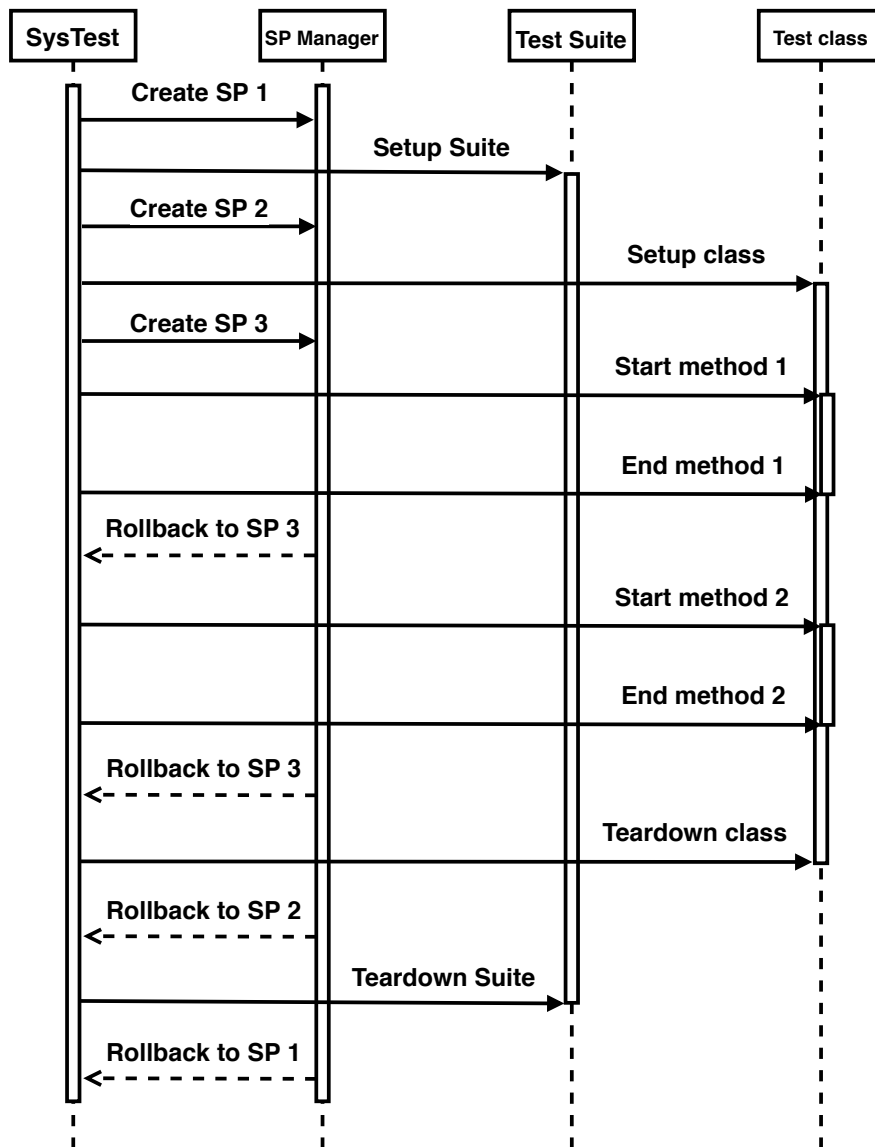 SysTest
SP Manager
Test Suite
Test class
Create SP 1
Setup Suite
Create SP 2
Setup class
Create SP 3
Start method 1
End method 1
Rollback to SP 3
Start method 2
End method 2
Rollback to SP 3
Teardown class
Rollback to SP 2
Teardown Suite
Rollback to SP 1